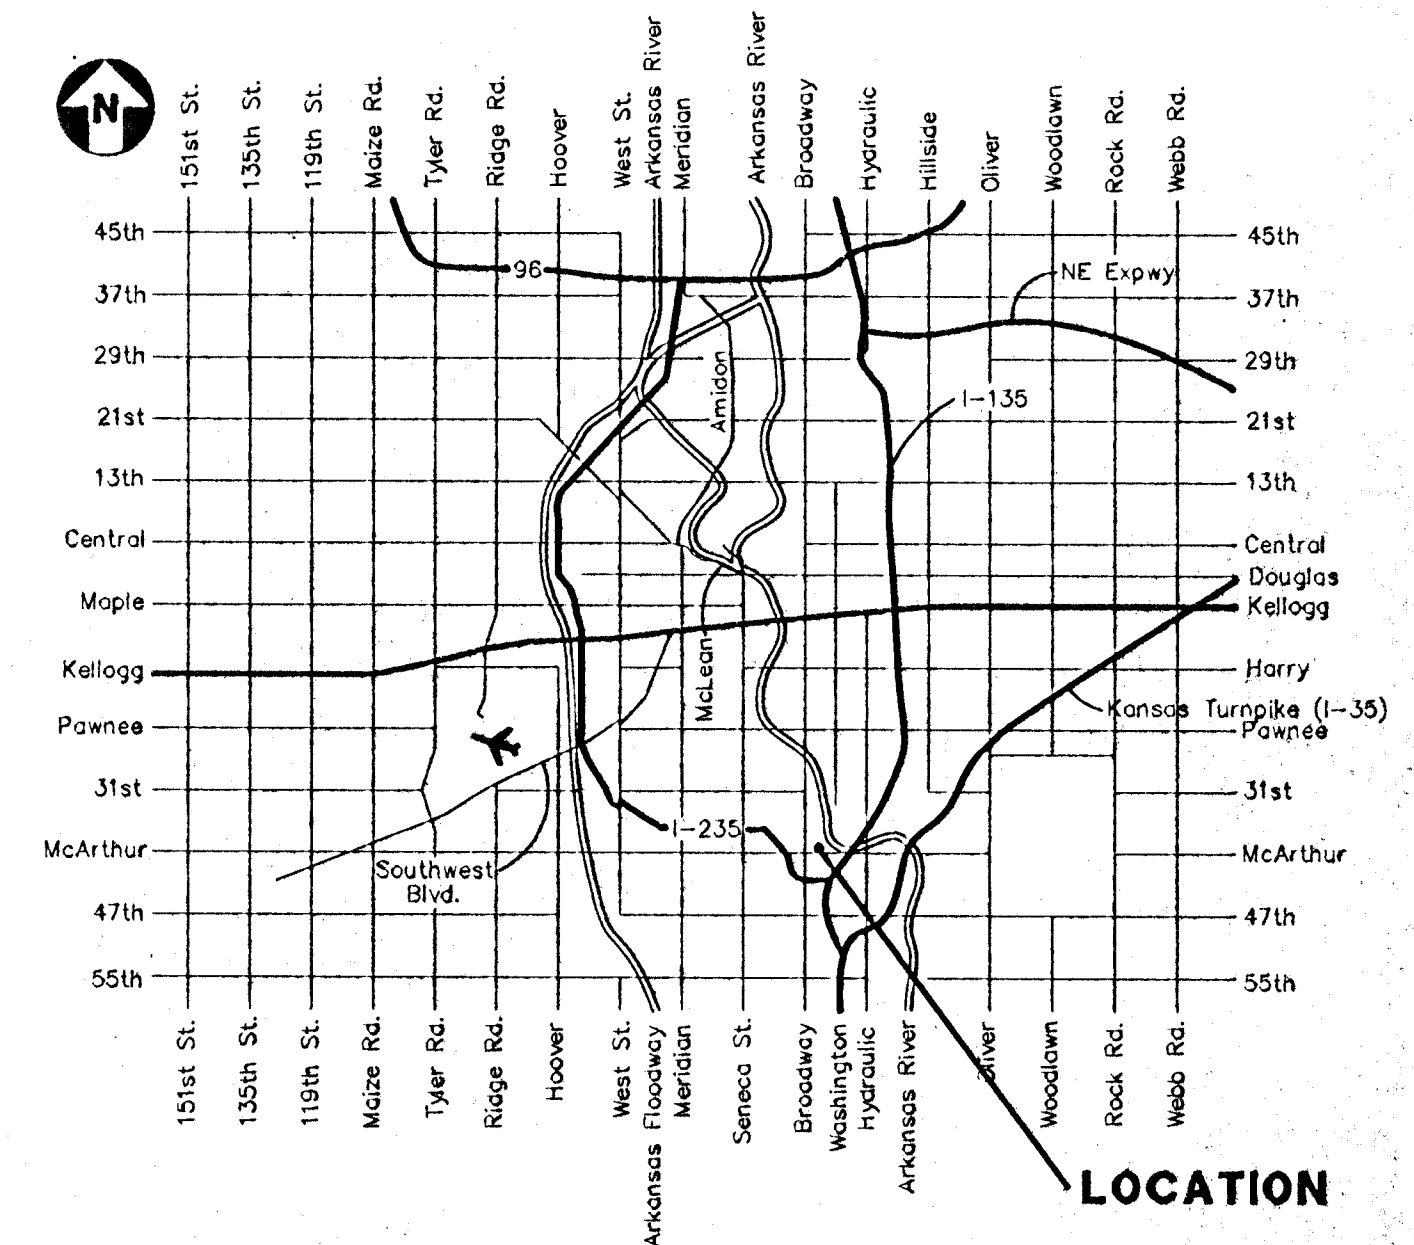 N
151st St.
135th St.
119th St.
Maize Rd.
Tyler Rd.
Ridge Rd.
Hoover
West St.
Arkansas River
Meridian
Arkansas River
Broadway
Hydraulic
Hillside
Oliver
Woodlawn
Rock Rd.
Webb Rd.
45th
45th
96
NE Expwy
37th
37th
29th
29th
Amidon
I-135
21st
21st
13th
13th
Central
Central
Douglas
Maple
Kellogg
Kellogg
Harry
McLean
Kansas Turnpike (I-35)
Pawnee
Pawnee
31st
31st
I-235
McArthur
McArthur
Southwest
Blvd.
47th
47th
55th
55th
151st St.
135th St.
119th St.
Maize Rd.
Tyler Rd.
Ridge Rd.
Hoover
West St.
Arkansas Floodway
Meridian
Seneca St.
Broadway
Washington
Hydraulic
Arkansas River
Oliver
Woodlawn
Rock Rd.
Webb Rd.
LOCATION